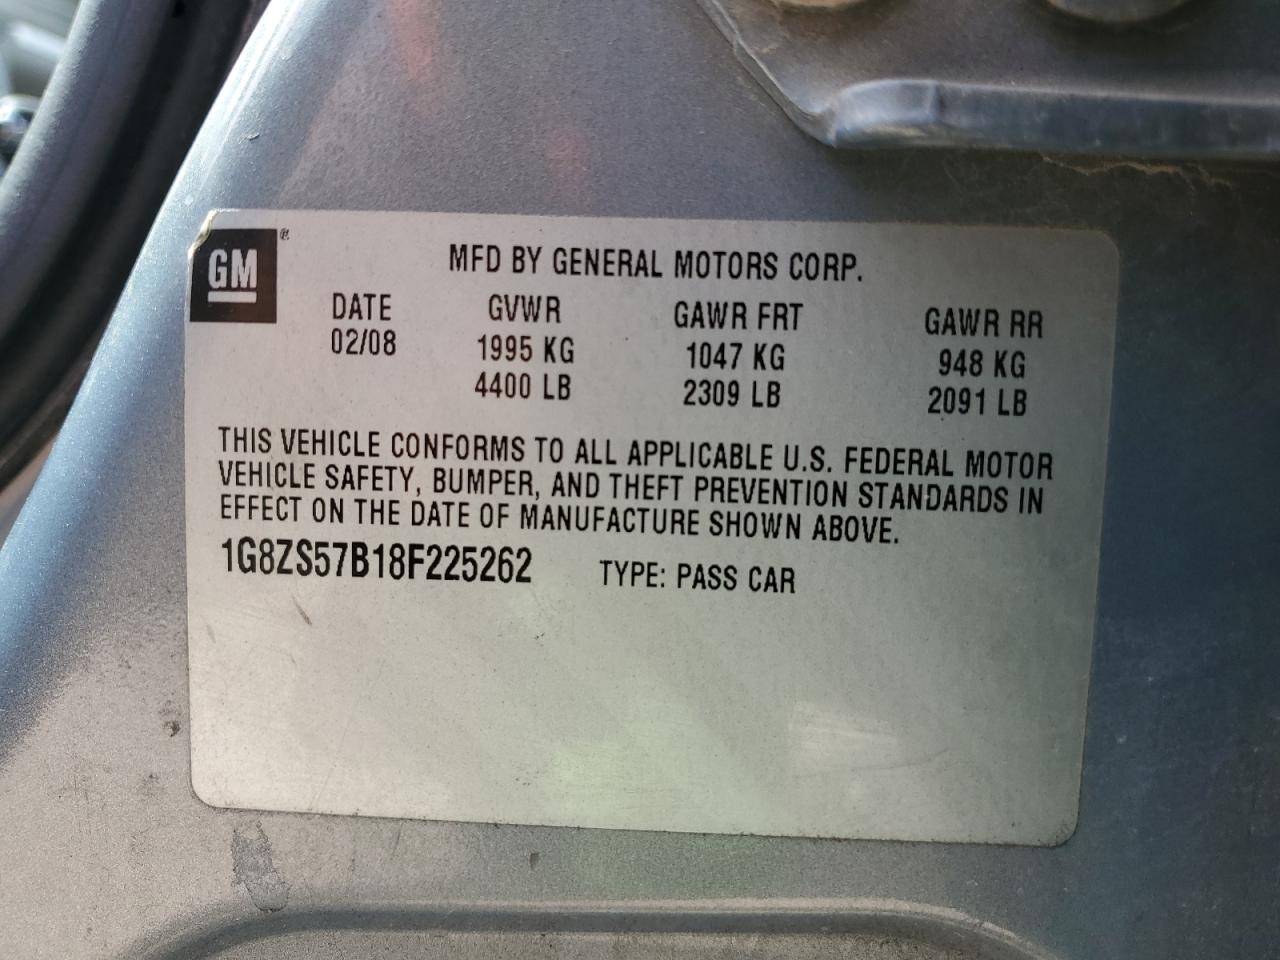 GM ®
MFD BY GENERAL MOTORS CORP.
DATE GVWR GAWR FRT GAWR RR
02/08 1995 KG 1047 KG 948 KG
4400 LB 2309 LB 2091 LB
THIS VEHICLE CONFORMS TO ALL APPLICABLE U.S. FEDERAL MOTOR
VEHICLE SAFETY, BUMPER, AND THEFT PREVENTION STANDARDS IN
EFFECT ON THE DATE OF MANUFACTURE SHOWN ABOVE.
1G8ZS57B18F225262 TYPE: PASS CAR